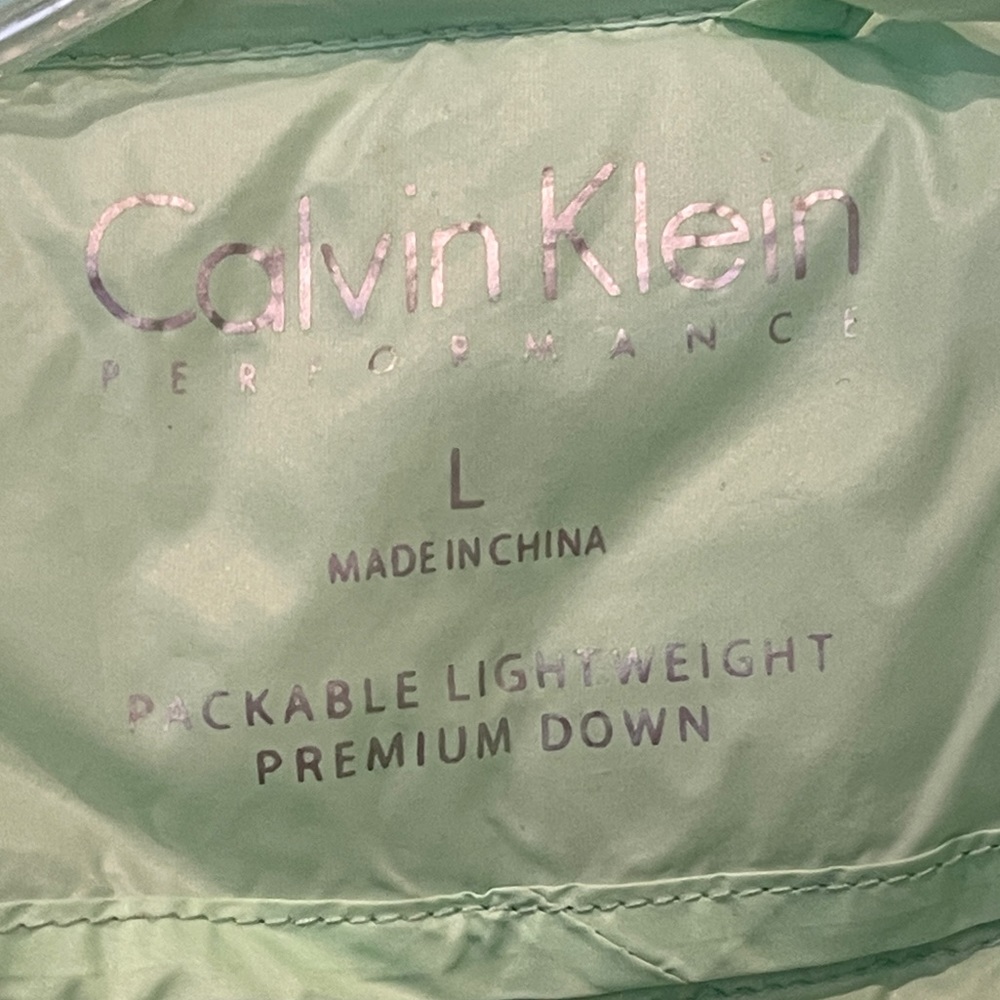 Calvin Klein
PERFORMANCE
L
MADE IN CHINA
PACKABLE LIGHTWEIGHT
PREMIUM DOWN